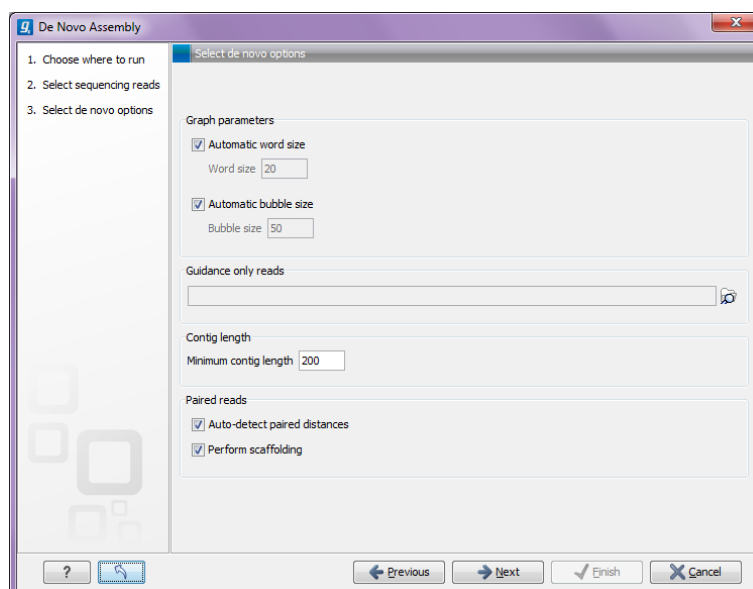 De Novo Assembly
1. Choose where to run
2. Select sequencing reads
3. Select de novo options
Select de novo options
Graph parameters
Automatic word size
Word size 20
Automatic bubble size
Bubble size 50
Guidance only reads
Contig length
Minimum contig length 200
Paired reads
Auto-detect paired distances
Perform scaffolding
? Previous Next Finish Cancel